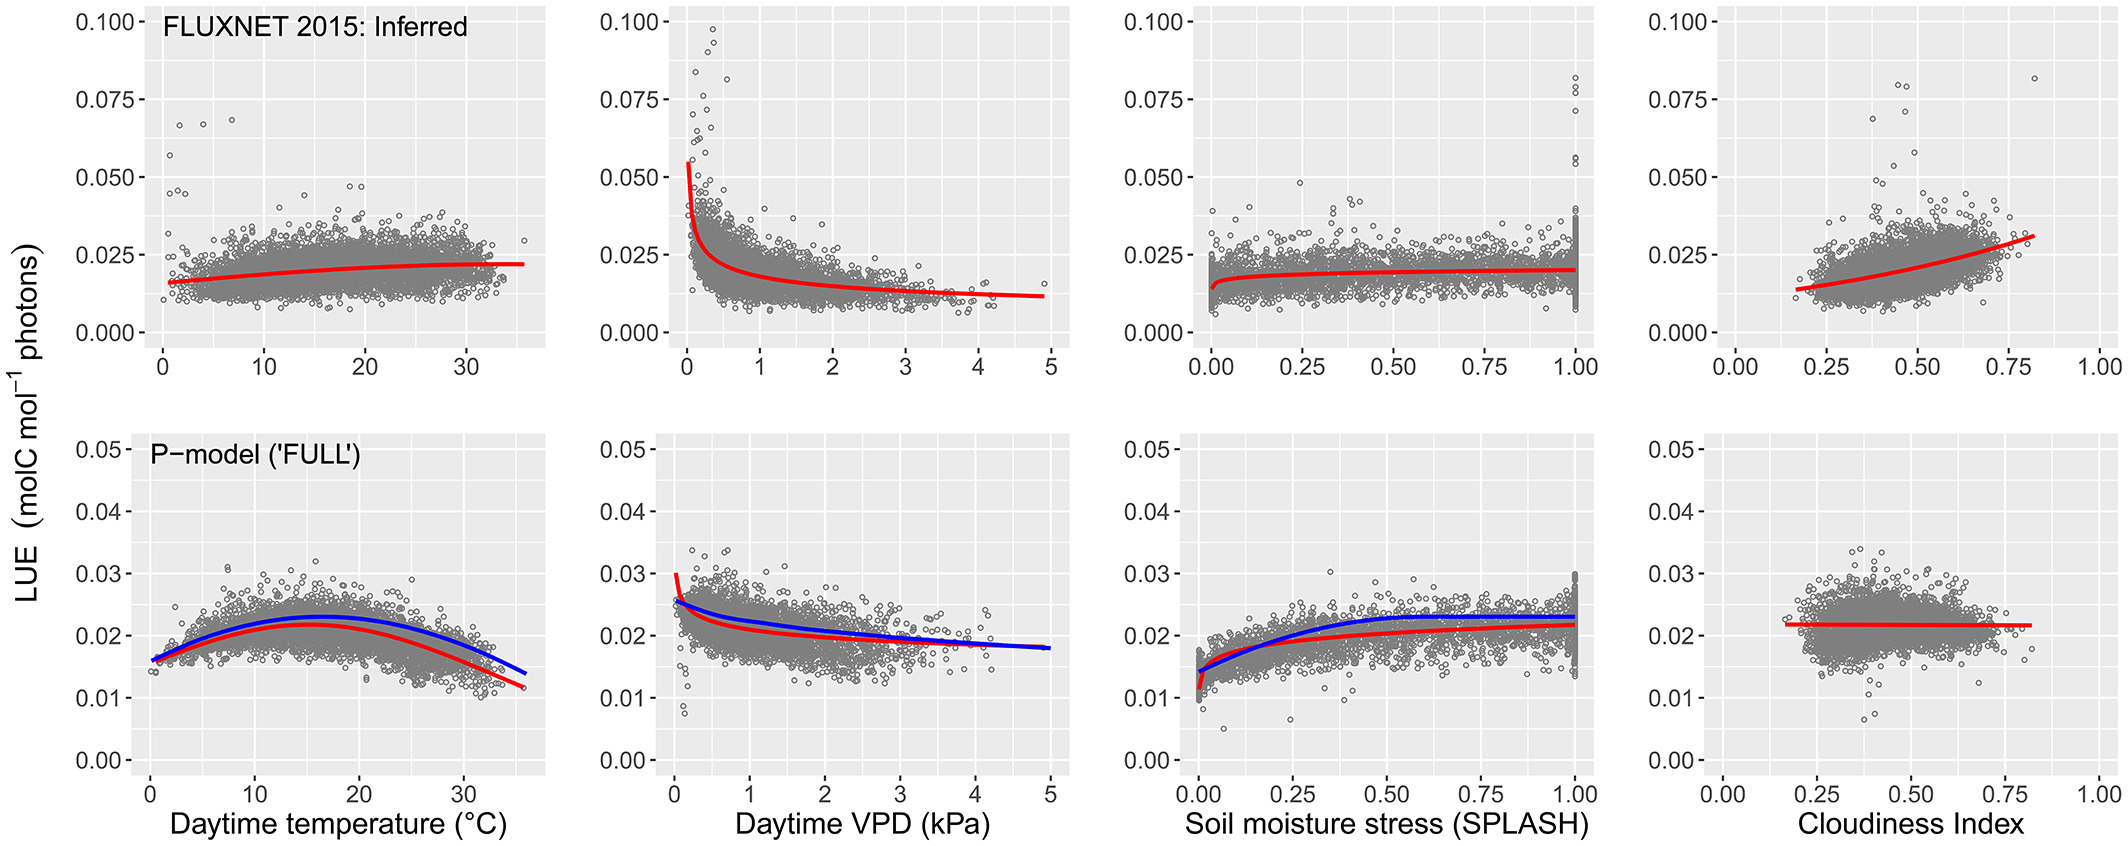 LUE (molC mol−1 photons)
FLUXNET 2015: Inferred
0.100
0.075
0.050
0.025
0.000
0 10 20 30
0.100
0.075
0.050
0.025
0.000
0 1 2 3 4 5
0.100
0.075
0.050
0.025
0.000
0.00 0.25 0.50 0.75 1.00
0.100
0.075
0.050
0.025
0.000
0.00 0.25 0.50 0.75 1.00
P−model ('FULL')
0.05
0.04
0.03
0.02
0.01
0.00
0 10 20 30
Daytime temperature (°C)
0.05
0.04
0.03
0.02
0.01
0.00
0 1 2 3 4 5
Daytime VPD (kPa)
0.05
0.04
0.03
0.02
0.01
0.00
0.00 0.25 0.50 0.75 1.00
Soil moisture stress (SPLASH)
0.05
0.04
0.03
0.02
0.01
0.00
0.00 0.25 0.50 0.75 1.00
Cloudiness Index